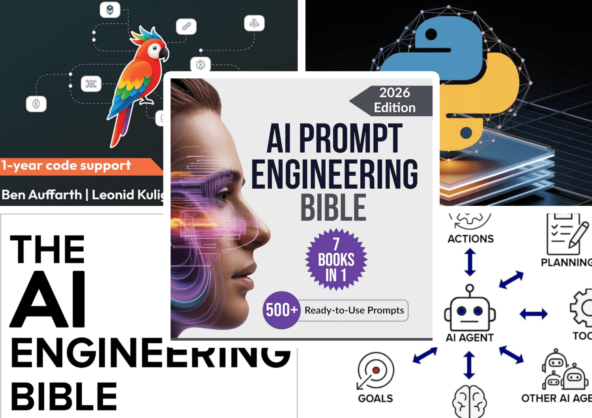 1-year code support
Ben Auffarth | Leonid Kulig
2026
Edition
AI PROMPT
ENGINEERING
BIBLE
7
BOOKS
IN 1
500+ Ready-to-Use Prompts
THE
AI
ENGINEERING
BIBLE
ACTIONS
PLANNING
AI AGENT
TOO
GOALS
OTHER AI AGE